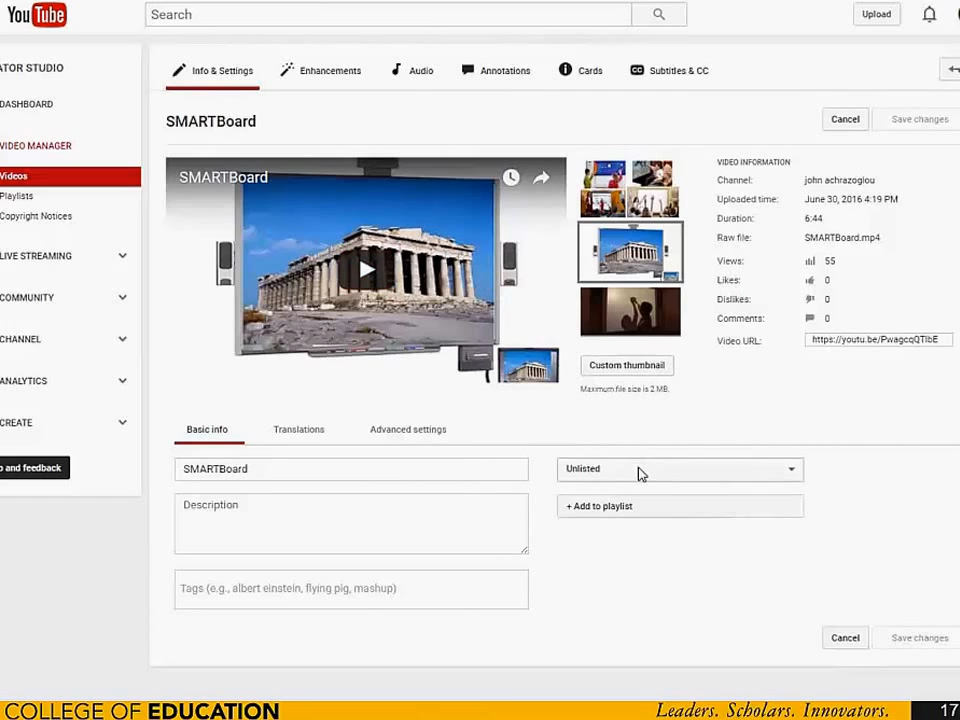 YouTube
Search
Upload
ATOR STUDIO
DASHBOARD
VIDEO MANAGER
Videos
Playlists
Copyright Notices
LIVE STREAMING
COMMUNITY
CHANNEL
ANALYTICS
CREATE
p and feedback
Info & Settings
Enhancements
Audio
Annotations
Cards
CC Subtitles & CC
SMARTBoard
Cancel
Save changes
SMARTBoard
VIDEO INFORMATION
Channel: john achrazoglou
Uploaded time: June 30, 2016 4:19 PM
Duration: 6:44
Raw file: SMARTBoard.mp4
Views: 55
Likes: 0
Dislikes: 0
Comments: 0
Video URL: https://youtu.be/PwagcqQTlbE
Custom thumbnail
Maximum file size is 2 MB.
Basic info
Translations
Advanced settings
SMARTBoard
Unlisted
Description
+ Add to playlist
Tags (e.g., albert einstein, flying pig, mashup)
Cancel
Save changes
COLLEGE OF EDUCATION
Leaders. Scholars. Innovators.
17